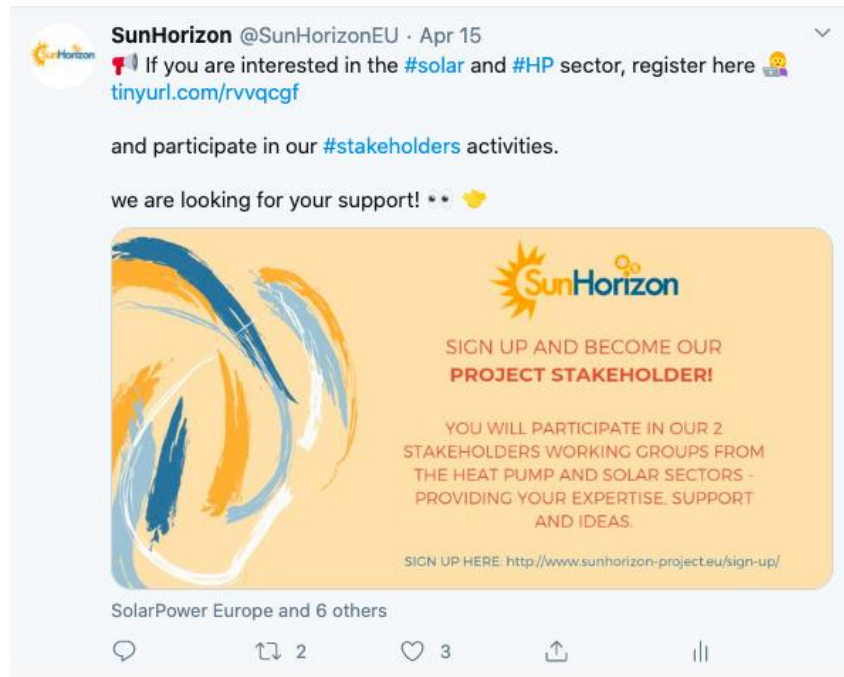 SunHorizon
SunHorizon @SunHorizonEU · Apr 15
If you are interested in the #solar and #HP sector, register here
tinyurl.com/rvvqcgf
and participate in our #stakeholders activities.
we are looking for your support!
SunHorizon
SIGN UP AND BECOME OUR
PROJECT STAKEHOLDER!
YOU WILL PARTICIPATE IN OUR 2
STAKEHOLDERS WORKING GROUPS FROM
THE HEAT PUMP AND SOLAR SECTORS -
PROVIDING YOUR EXPERTISE, SUPPORT
AND IDEAS.
SIGN UP HERE: http://www.sunhorizon-project.eu/sign-up/
SolarPower Europe and 6 others
2 3